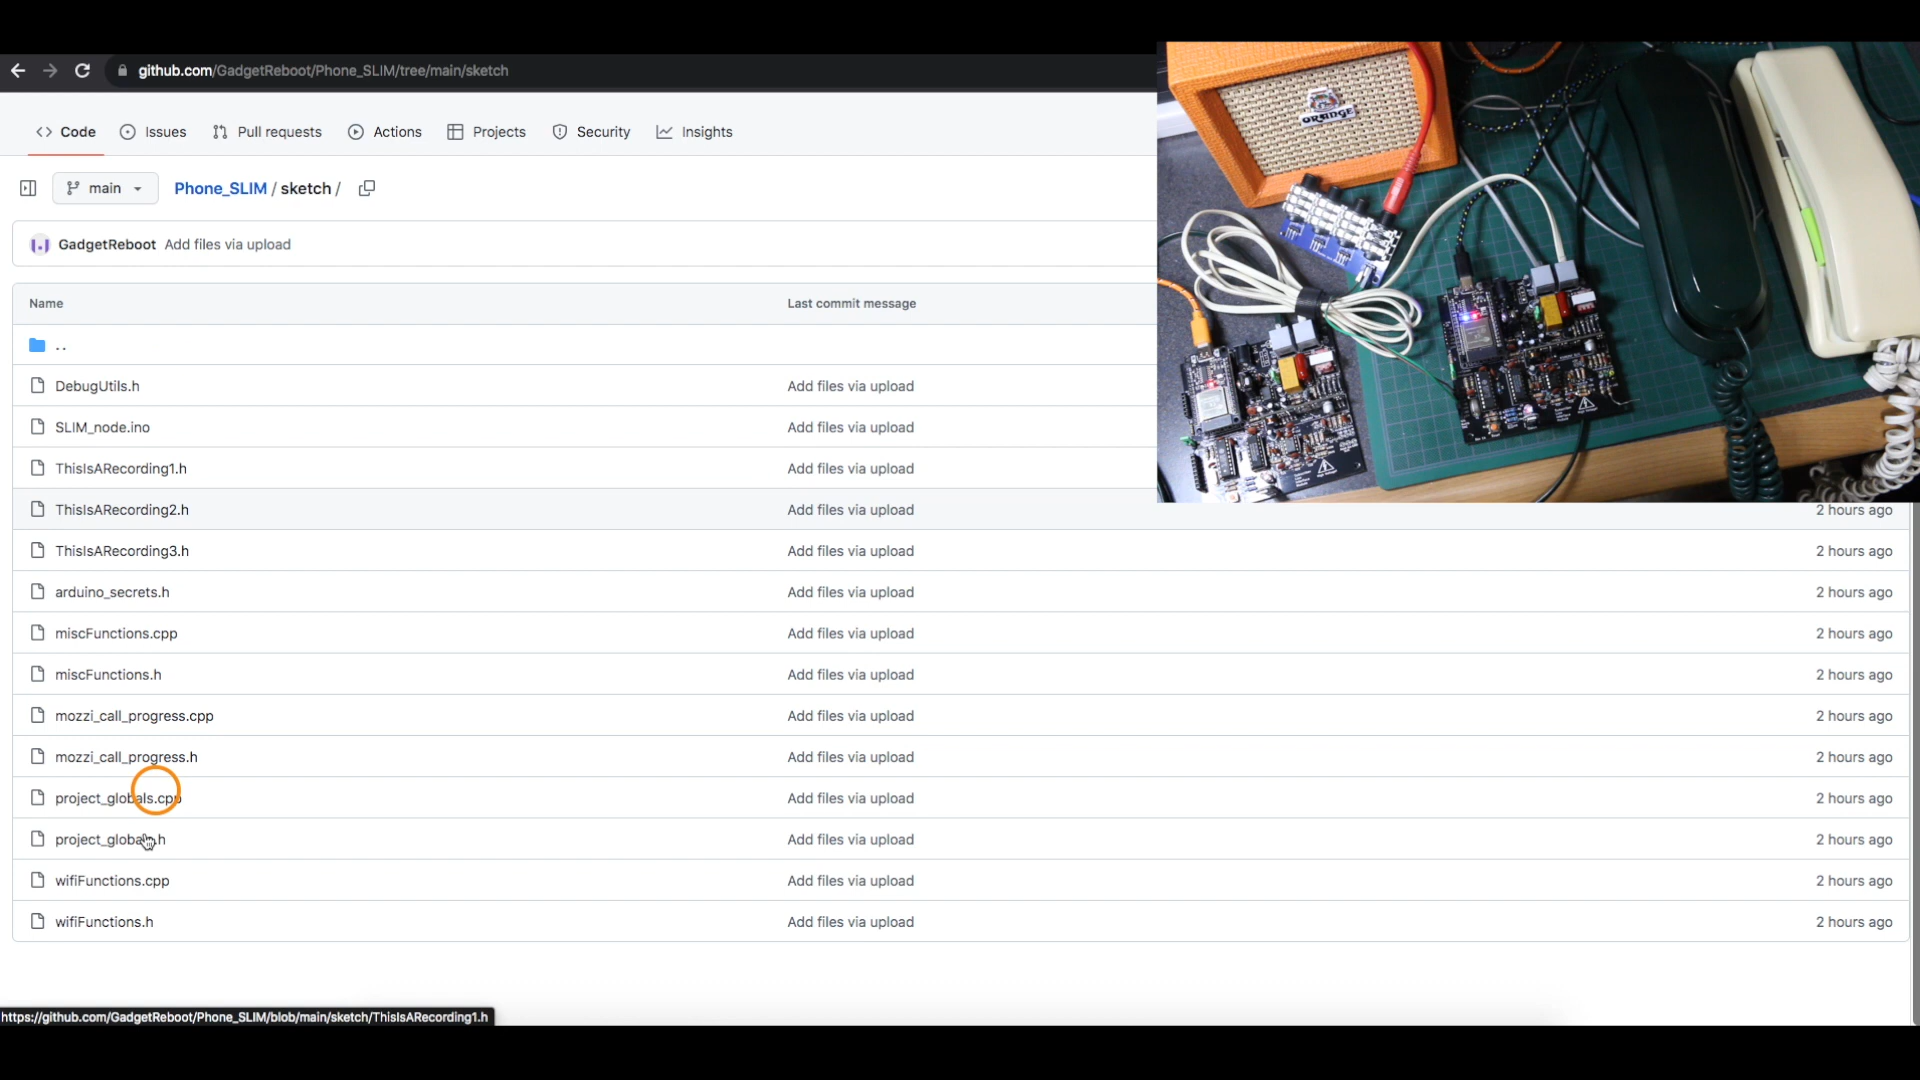 github.com/GadgetReboot/Phone_SLIM/tree/main/sketch
Code Issues Pull requests Actions Projects Security Insights
main Phone_SLIM / sketch /
GadgetReboot Add files via upload
Name Last commit message
..
DebugUtils.h Add files via upload
SLIM_node.ino Add files via upload
ThisIsARecording1.h Add files via upload
ThisIsARecording2.h Add files via upload 2 hours ago
ThisIsARecording3.h Add files via upload 2 hours ago
arduino_secrets.h Add files via upload 2 hours ago
miscFunctions.cpp Add files via upload 2 hours ago
miscFunctions.h Add files via upload 2 hours ago
mozzi_call_progress.cpp Add files via upload 2 hours ago
mozzi_call_progress.h Add files via upload 2 hours ago
project_globals.cpp Add files via upload 2 hours ago
project_globals.h Add files via upload 2 hours ago
wifiFunctions.cpp Add files via upload 2 hours ago
wifiFunctions.h Add files via upload 2 hours ago
https://github.com/GadgetReboot/Phone_SLIM/blob/main/sketch/ThisIsARecording1.h
ORANGE